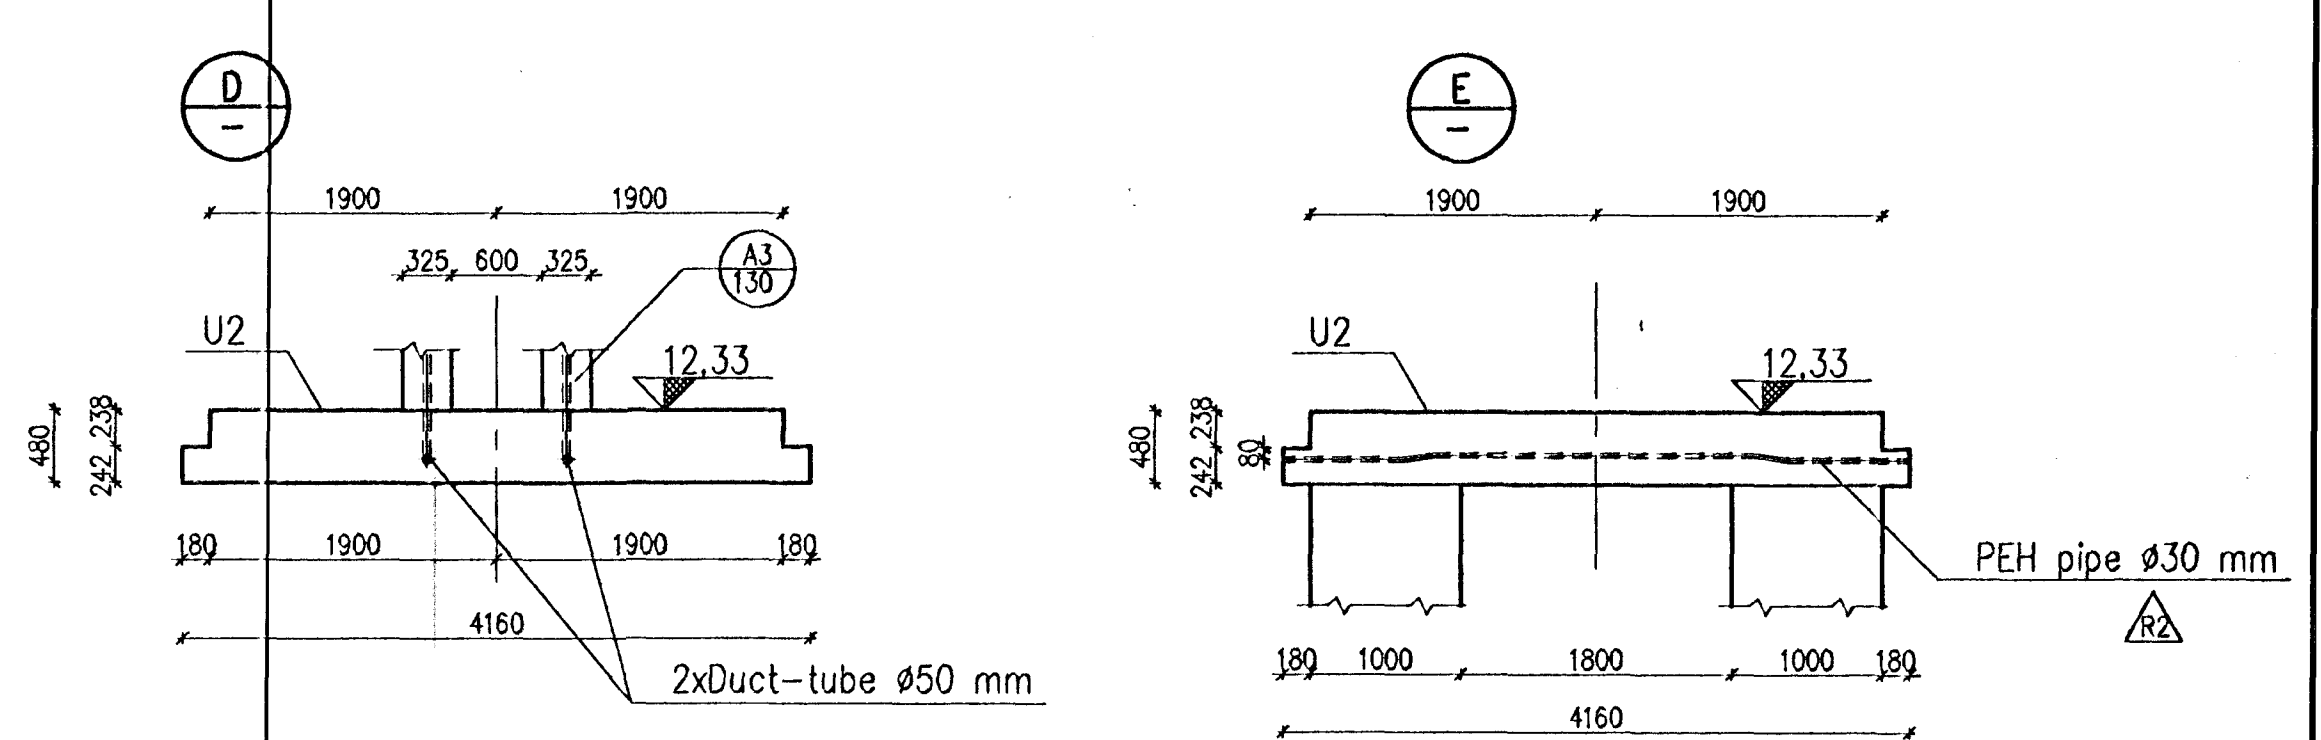 D
–
1900 1900
325 600 325
A3
130
U2
12,33
480
242 238
180 1900 1900 180
4160
2xDuct-tube ø50 mm
E
–
1900 1900
U2
12,33
480
242 238
80
PEH pipe ø30 mm
R2
180 1000 1800 1000 180
4160